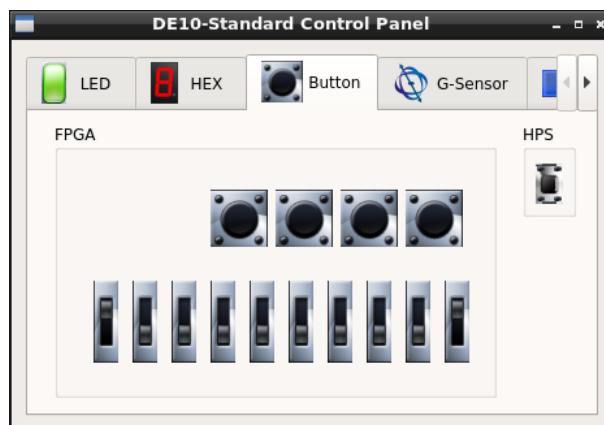 DE10-Standard Control Panel
LED HEX Button G-Sensor
FPGA HPS